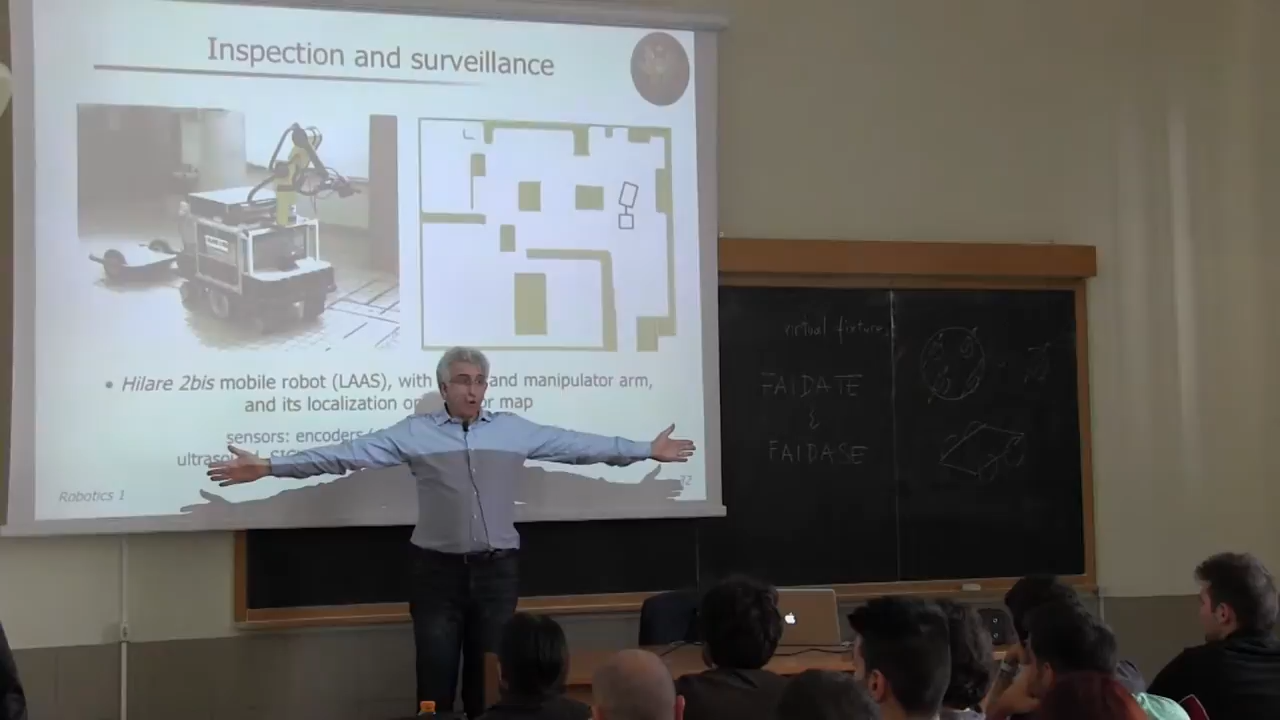 Inspection and surveillance
• Hilare 2bis mobile robot (LAAS), with and manipulator arm,
and its localization on map
sensors: encoders
Robotics 1
virtual fixtures
FAIDATE
&
FAIDASE